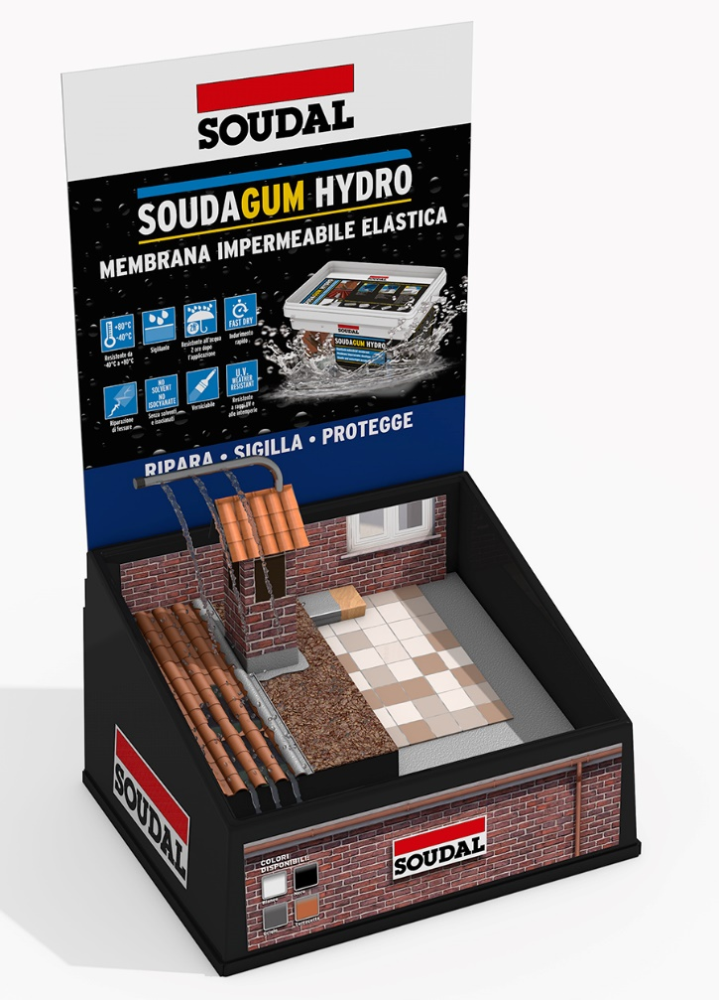 SOUDAL
SOUDAGUM HYDRO
MEMBRANA IMPERMEABILE ELASTICA
+80°C
-40°C
Resistente da
-40°C a +80°C
Sigillante
2H
Resistente all'acqua
2 ore dopo
l'applicazione
FAST DRY
Indurimento
rapido
Riparazione
di fessure
NO
SOLVENT
NO
ISOCYANATE
Senza solventi
e isocianati
Verniciabile
U.V.
WEATHER
RESISTANT
Resistente
a raggi UV e
alle intemperie
SOUDAL
SOUDAGUM HYDRO
RIPARA • SIGILLA • PROTEGGE
SOUDAL
SOUDAL
COLORI
DISPONIBILI:
Bianco
Nero
Grigio
Terracotta